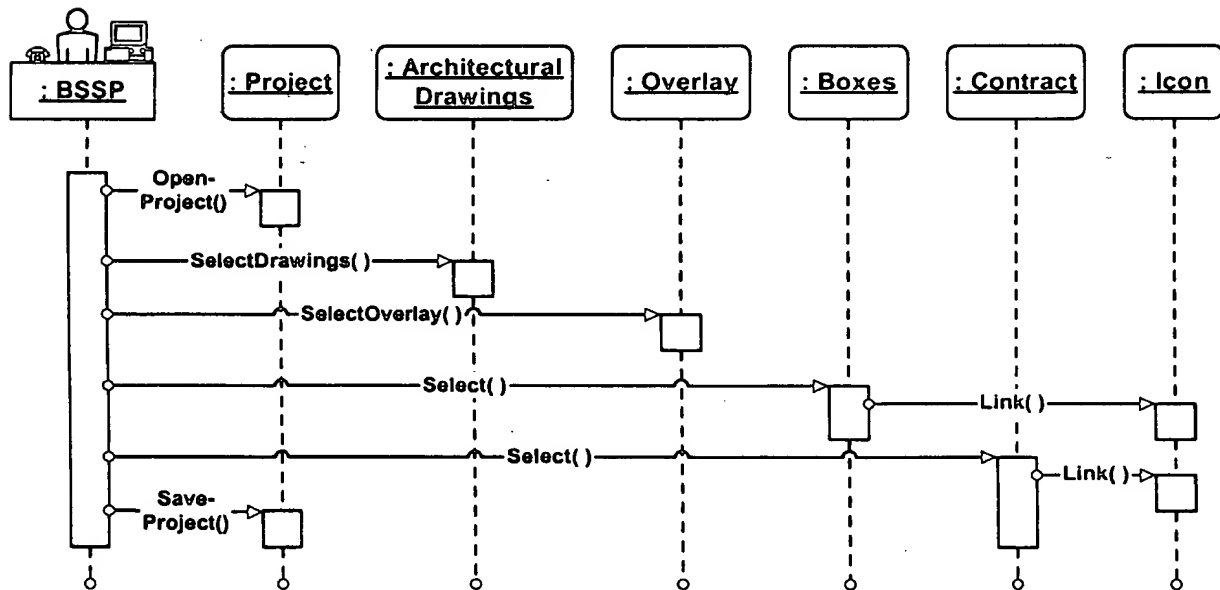 : BSSP
: Project
: Architectural
Drawings
: Overlay
: Boxes
: Contract
: Icon
Open-
Project()
SelectDrawings( )
SelectOverlay( )
Select( )
Link( )
Select( )
Link( )
Save-
Project()